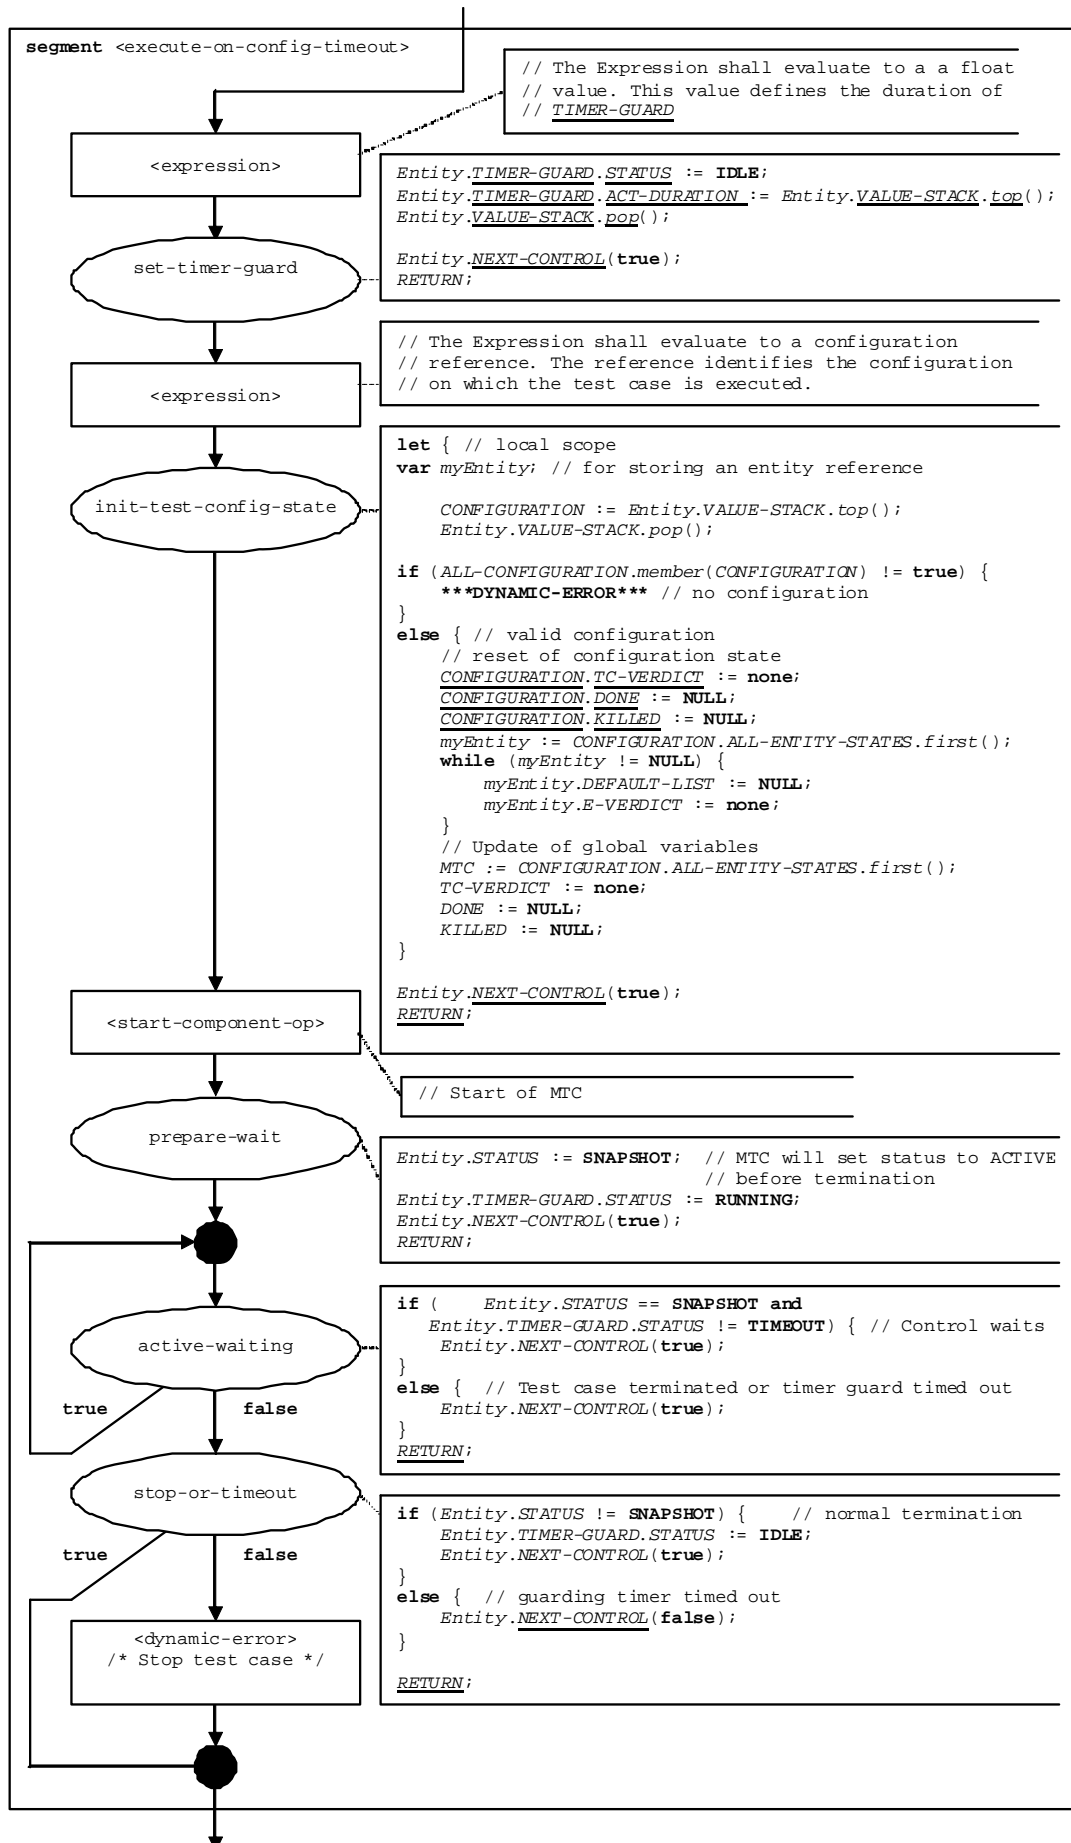 segment <execute-on-config-timeout>
// The Expression shall evaluate to a a float
// value. This value defines the duration of
// TIMER-GUARD
<expression>
Entity.TIMER-GUARD.STATUS := IDLE;
Entity.TIMER-GUARD.ACT-DURATION := Entity.VALUE-STACK.top();
Entity.VALUE-STACK.pop();
Entity.NEXT-CONTROL(true);
RETURN;
set-timer-guard
// The Expression shall evaluate to a configuration
// reference. The reference identifies the configuration
// on which the test case is executed.
<expression>
let { // local scope
var myEntity; // for storing an entity reference
CONFIGURATION := Entity.VALUE-STACK.top();
Entity.VALUE-STACK.pop();
if (ALL-CONFIGURATION.member(CONFIGURATION) != true) {
***DYNAMIC-ERROR*** // no configuration
}
else { // valid configuration
// reset of configuration state
CONFIGURATION.TC-VERDICT := none;
CONFIGURATION.DONE := NULL;
CONFIGURATION.KILLED := NULL;
myEntity := CONFIGURATION.ALL-ENTITY-STATES.first();
while (myEntity != NULL) {
myEntity.DEFAULT-LIST := NULL;
myEntity.E-VERDICT := none;
}
// Update of global variables
MTC := CONFIGURATION.ALL-ENTITY-STATES.first();
TC-VERDICT := none;
DONE := NULL;
KILLED := NULL;
}
Entity.NEXT-CONTROL(true);
RETURN;
init-test-config-state
<start-component-op>
// Start of MTC
prepare-wait
Entity.STATUS := SNAPSHOT; // MTC will set status to ACTIVE
// before termination
Entity.TIMER-GUARD.STATUS := RUNNING;
Entity.NEXT-CONTROL(true);
RETURN;
if ( Entity.STATUS == SNAPSHOT and
Entity.TIMER-GUARD.STATUS != TIMEOUT) { // Control waits
Entity.NEXT-CONTROL(true);
}
else { // Test case terminated or timer guard timed out
Entity.NEXT-CONTROL(true);
}
RETURN;
active-waiting
true false
stop-or-timeout
if (Entity.STATUS != SNAPSHOT) { // normal termination
Entity.TIMER-GUARD.STATUS := IDLE;
Entity.NEXT-CONTROL(true);
}
else { // guarding timer timed out
Entity.NEXT-CONTROL(false);
}
RETURN;
true false
<dynamic-error>
/* Stop test case */